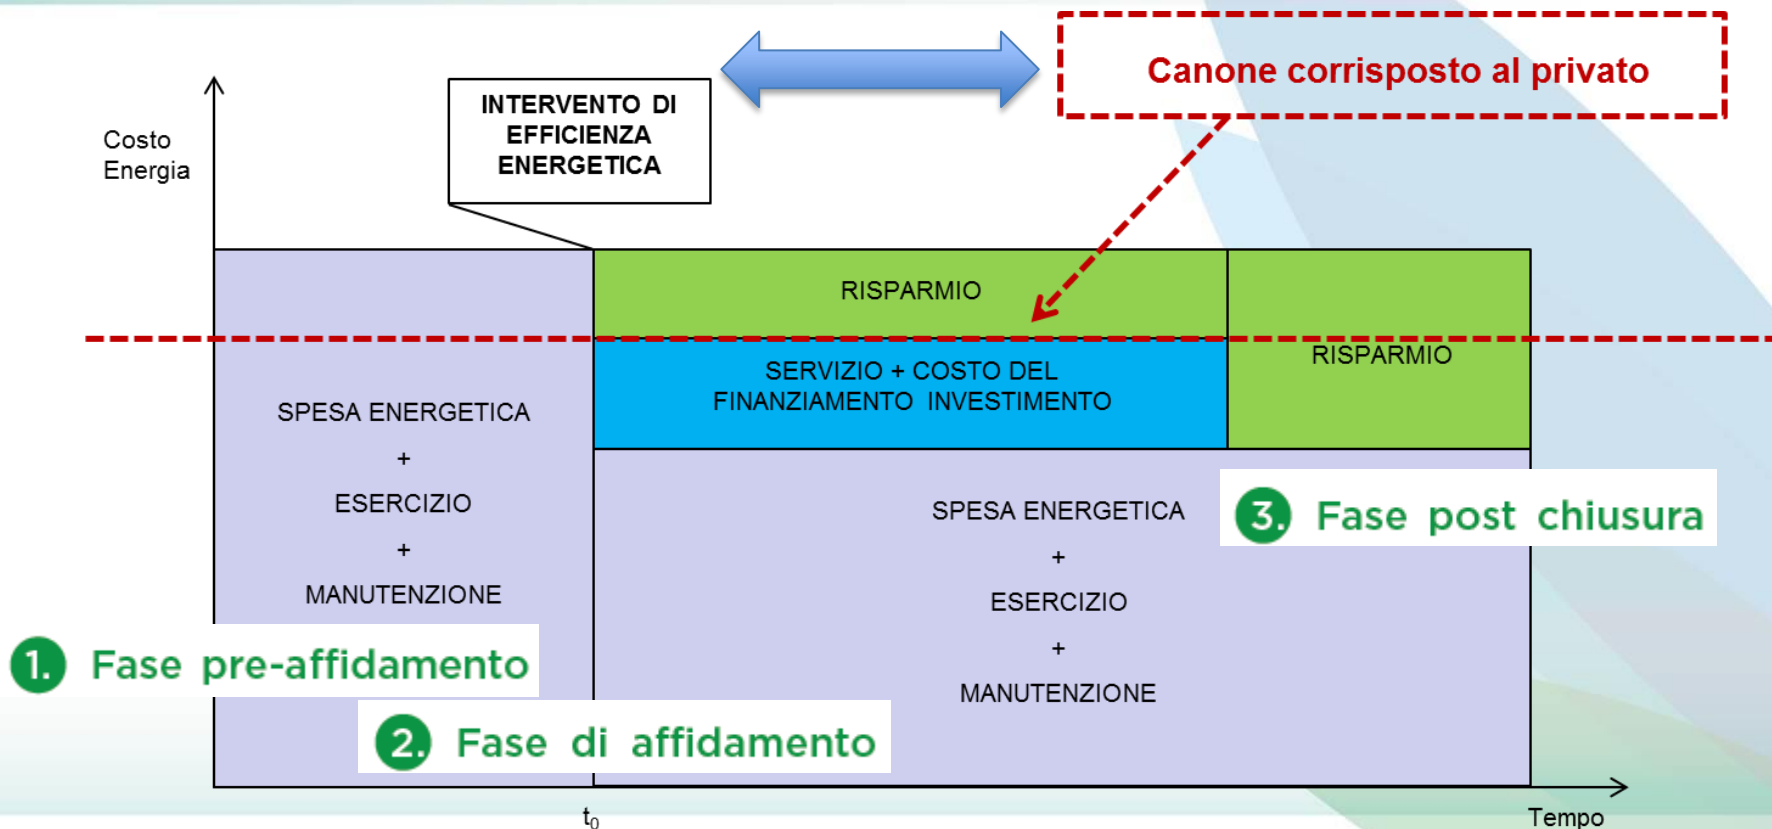 Canone corrisposto al privato
INTERVENTO DI
EFFICIENZA
ENERGETICA
Costo
Energia
RISPARMIO
RISPARMIO
SERVIZIO + COSTO DEL
FINANZIAMENTO INVESTIMENTO
SPESA ENERGETICA
+
ESERCIZIO
+
MANUTENZIONE
SPESA ENERGETICA
+
ESERCIZIO
+
MANUTENZIONE
3. Fase post chiusura
1. Fase pre-affidamento
2. Fase di affidamento
t0
Tempo